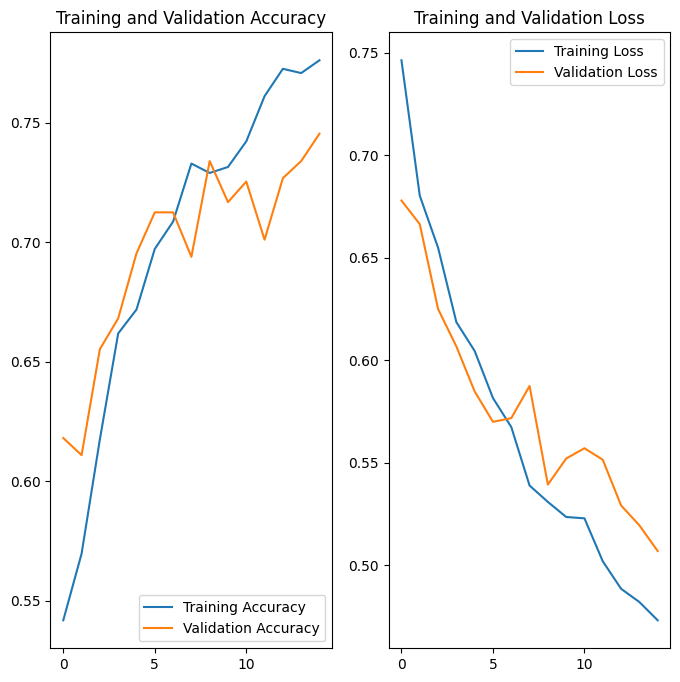 Training and Validation Accuracy
0.75
0.70
0.65
0.60
0.55
0
5
10
Training Accuracy
Validation Accuracy
Training and Validation Loss
0.75
0.70
0.65
0.60
0.55
0.50
0
5
10
Training Loss
Validation Loss